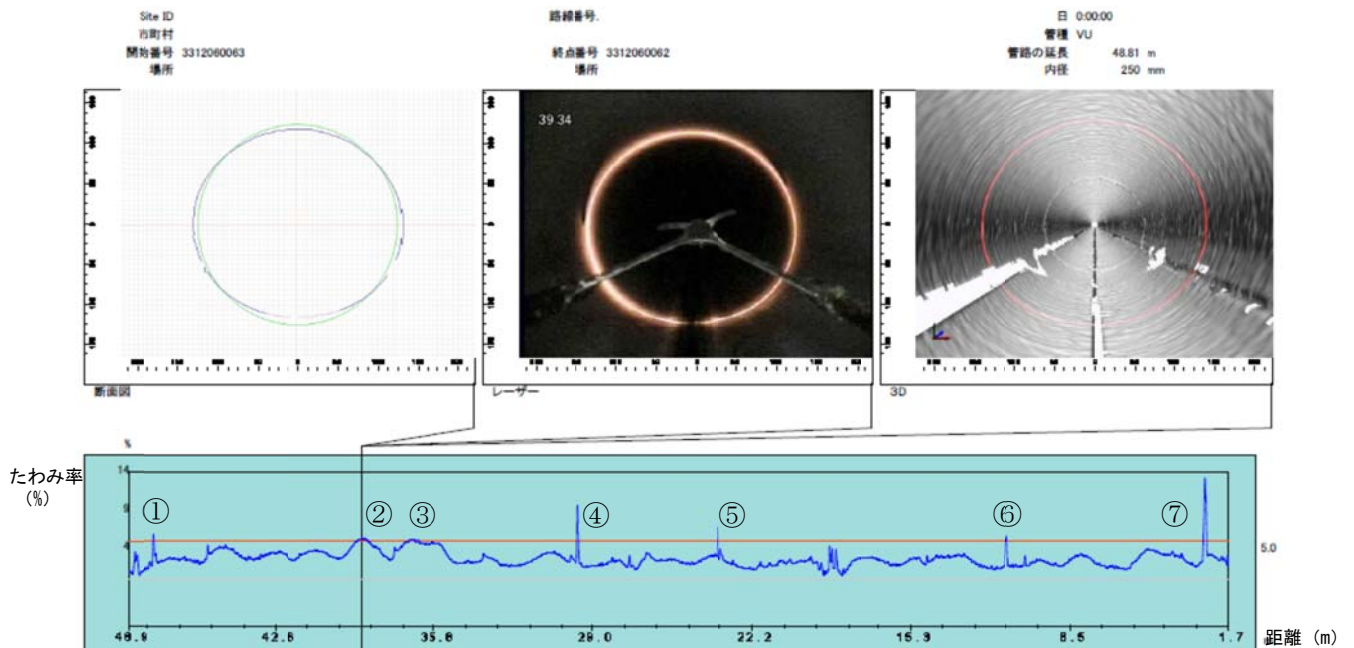 Site ID
市町村
開始番号 3312060063
場所
路線番号.
終点番号 3312060062
場所
日 0:00:00
管種 VU
管路の延長 48.81 m
内径 250 mm
39 34
断面図
レーザー
3D
たわみ率
(%)
%
14
9
4
① ② ③ ④ ⑤ ⑥ ⑦
5.0
42.5 35.6 29.0 22.2 15.3 8.5 1.7 距離 (m)